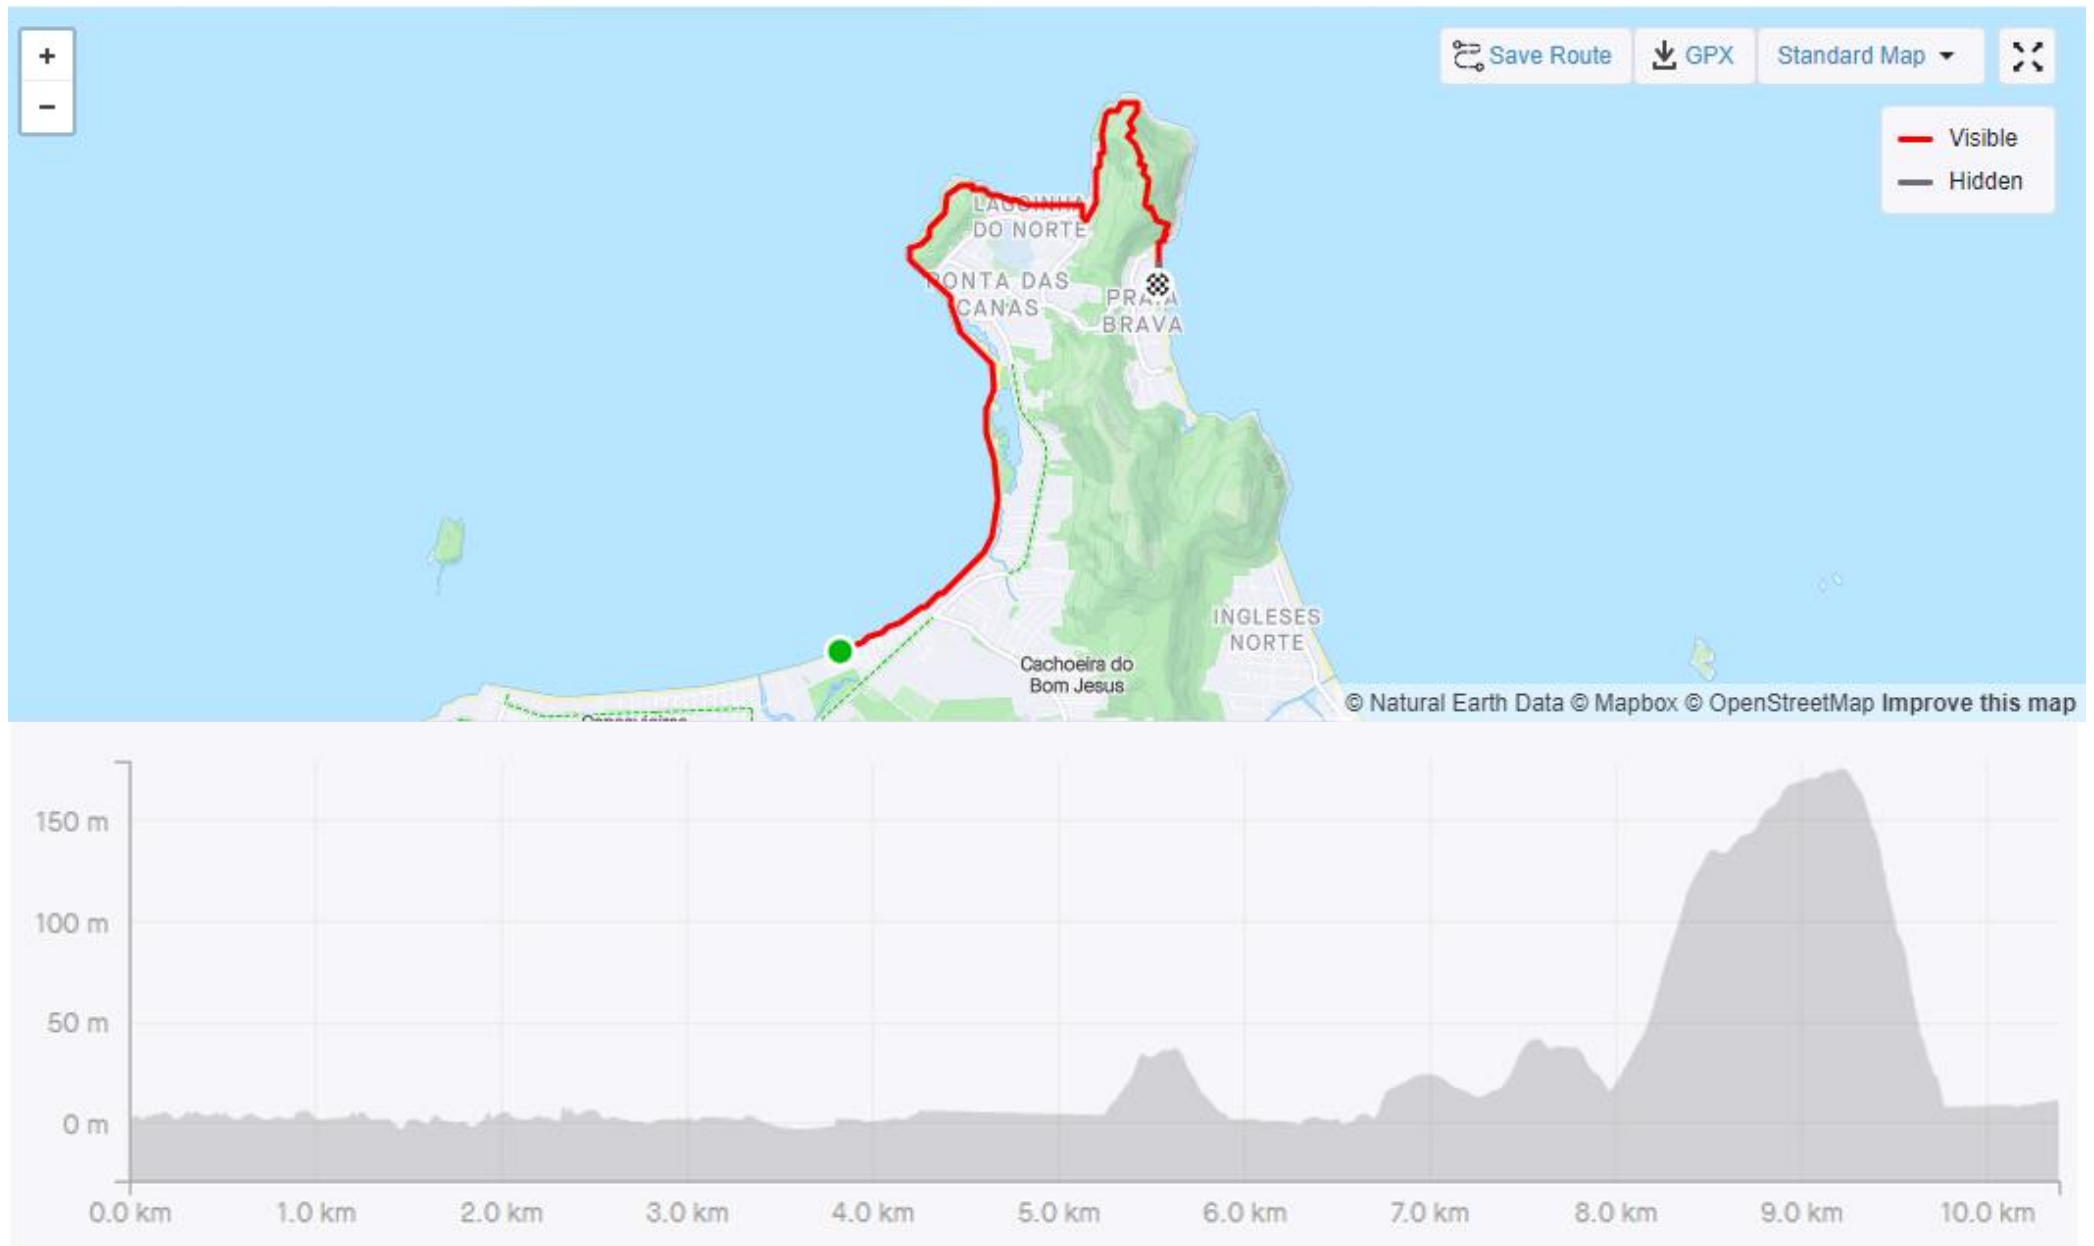 +
−
Save Route
GPX
Standard Map
Visible
Hidden
LAGOINHA
DO NORTE
PONTA DAS
CANAS
PRAIA
BRAVA
INGLESES
NORTE
Cachoeira do
Bom Jesus
© Natural Earth Data © Mapbox © OpenStreetMap Improve this map
150 m
100 m
50 m
0 m
0.0 km 1.0 km 2.0 km 3.0 km 4.0 km 5.0 km 6.0 km 7.0 km 8.0 km 9.0 km 10.0 km